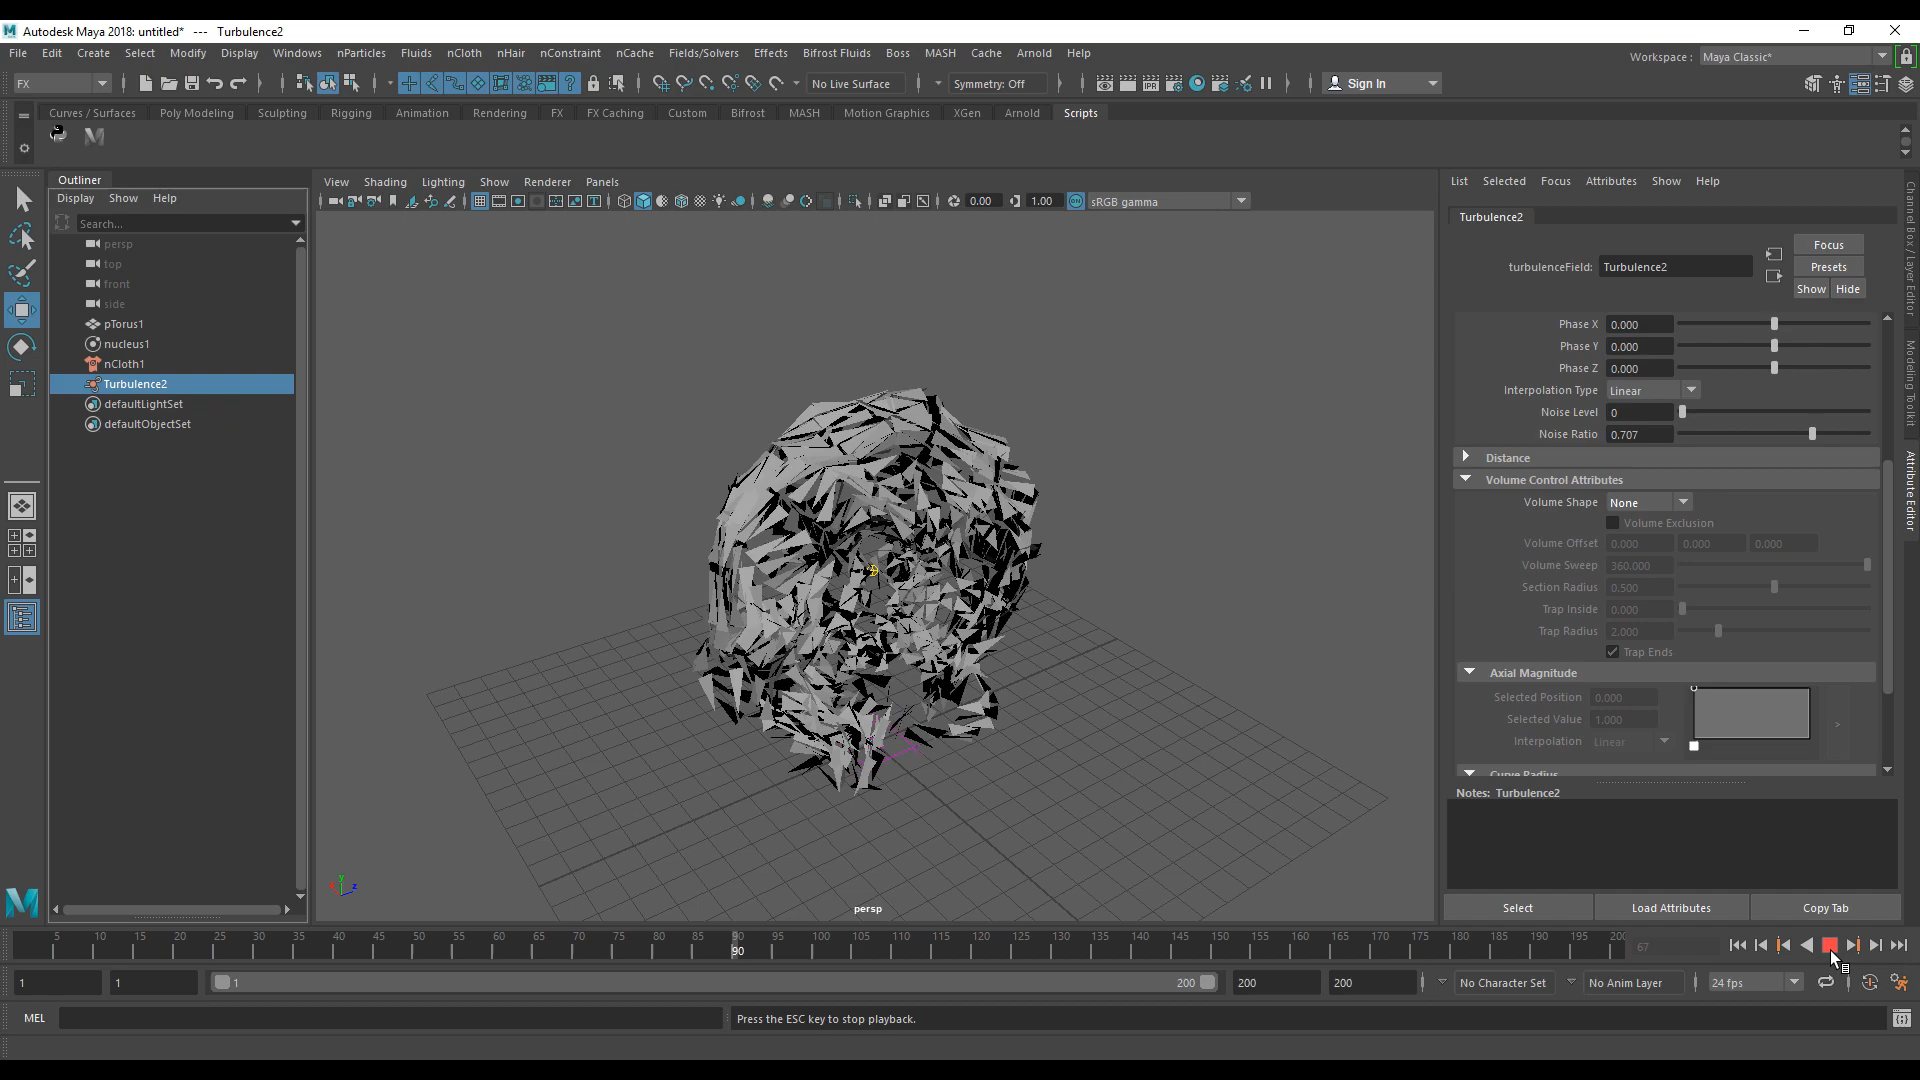 Autodesk Maya 2018: untitled* --- Turbulence2
File Edit Create Select Modify Display Windows nParticles Fluids nCloth nHair nConstraint nCache Fields/Solvers Effects Bifrost Fluids Boss MASH Cache Arnold Help
Workspace : Maya Classic*
FX No Live Surface Symmetry: Off IPR Sign In
Curves / Surfaces Poly Modeling Sculpting Rigging Animation Rendering FX FX Caching Custom Bifrost MASH Motion Graphics XGen Arnold Scripts
Outliner
Display Show Help
Search...
persp
top
front
side
pTorus1
nucleus1
nCloth1
Turbulence2
defaultLightSet
defaultObjectSet
View Shading Lighting Show Renderer Panels
0.00 1.00 ON sRGB gamma
y
x
z
persp
List Selected Focus Attributes Show Help
Turbulence2
turbulenceField: Turbulence2
Focus
Presets
Show Hide
Phase X 0.000
Phase Y 0.000
Phase Z 0.000
Interpolation Type Linear
Noise Level 0
Noise Ratio 0.707
Distance
Volume Control Attributes
Volume Shape None
Volume Exclusion
Volume Offset 0.000 0.000 0.000
Volume Sweep 360.000
Section Radius 0.500
Trap Inside 0.000
Trap Radius 2.000
Trap Ends
Axial Magnitude
Selected Position 0.000
Selected Value 1.000
Interpolation Linear
>
Curve Radius
Notes: Turbulence2
Select Load Attributes Copy Tab
Channel Box / Layer Editor
Modeling Toolkit
Attribute Editor
5 10 15 20 25 30 35 40 45 50 55 60 65 70 75 80 85 90 95 100 105 110 115 120 125 130 135 140 145 150 155 160 165 170 175 180 185 190 195 200
90
67
1 1 1 200 200 200 No Character Set No Anim Layer 24 fps
MEL Press the ESC key to stop playback.